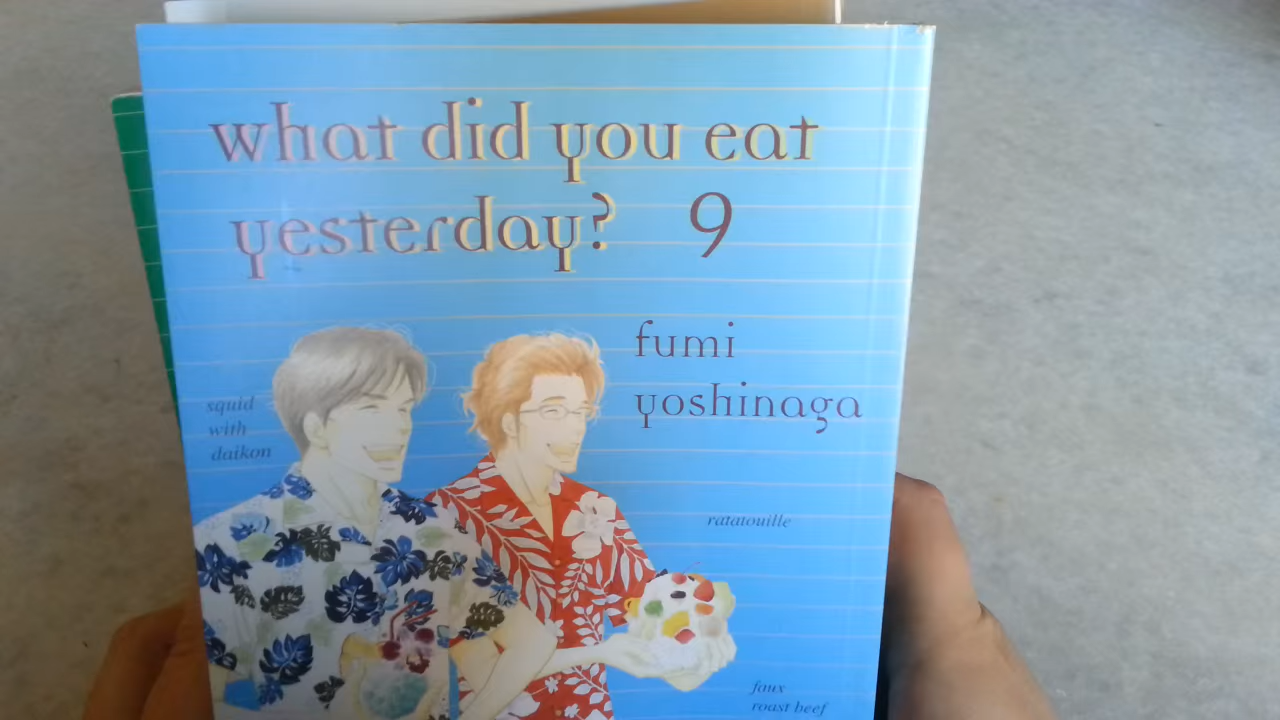 what did you eat
yesterday? 9
fumi
yoshinaga
squid
with
daikon
ratatouille
faux
roast beef